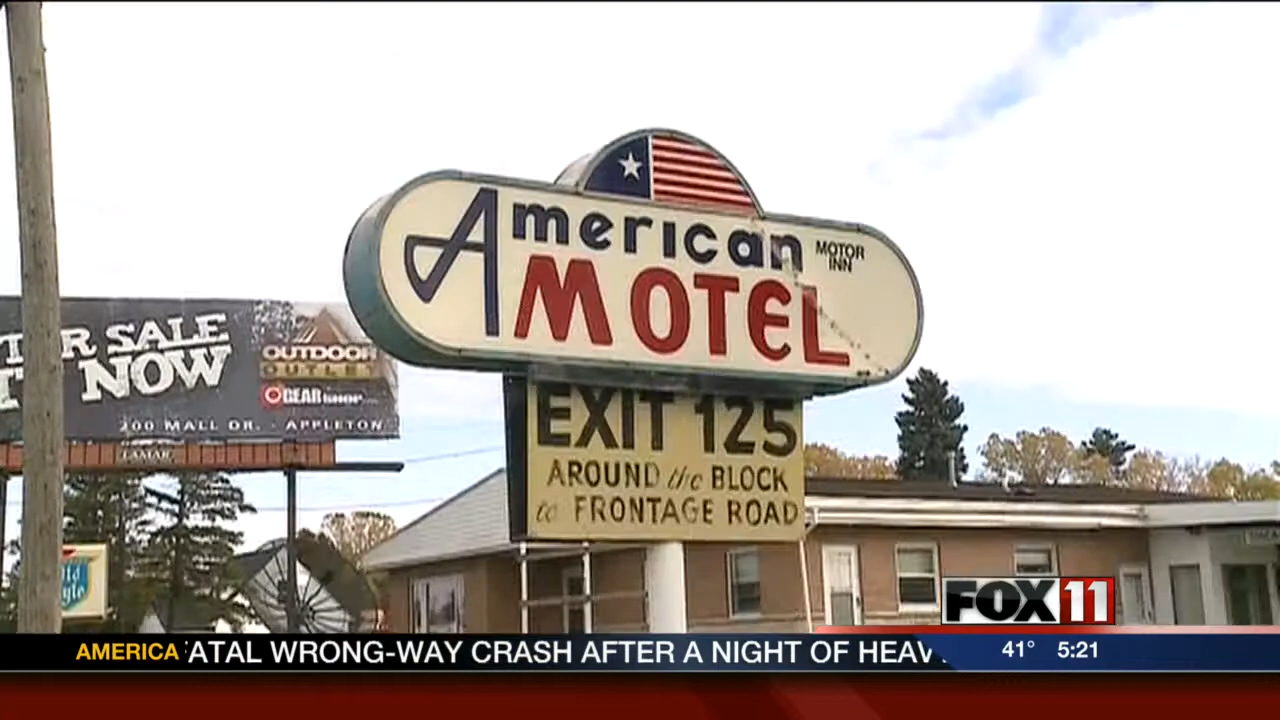 American
MOTOR
INN
MOTEL
EXIT 125
AROUND the BLOCK
to FRONTAGE ROAD
R SALE
NOW
OUTDOOR
OUTLET
GEAR
200 MALL DR. · APPLETON
LAMAR
FOX 11
AMERICA ATAL WRONG-WAY CRASH AFTER A NIGHT OF HEAV
41° 5:21